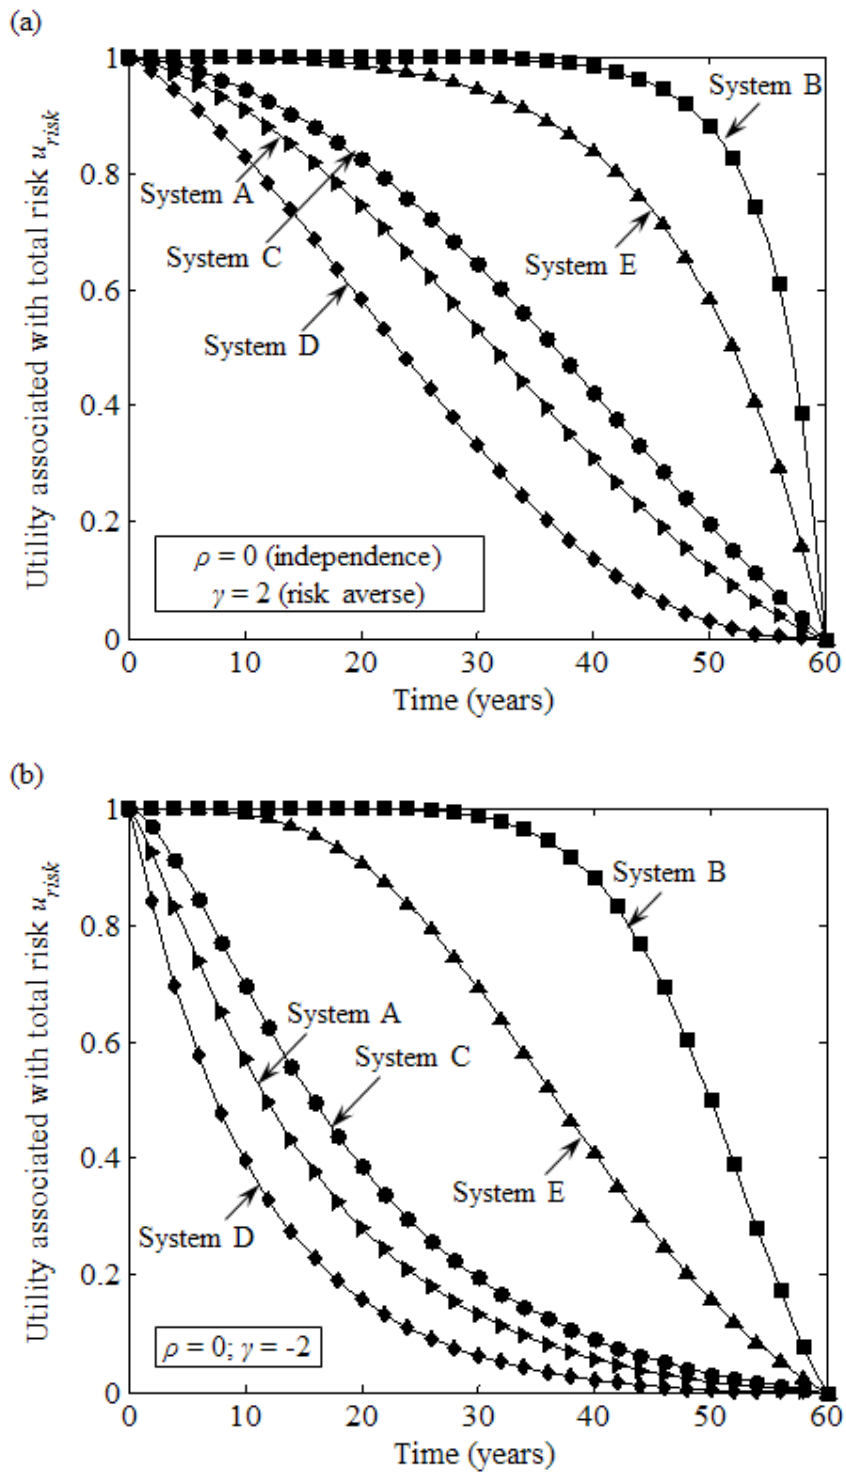 (a)
Utility associated with total risk u_risk
1
0.8
0.6
0.4
0.2
0
System B
System A
System C
System E
System D
ρ = 0 (independence)
γ = 2 (risk averse)
0 10 20 30 40 50 60
Time (years)
(b)
Utility associated with total risk u_risk
1
0.8
0.6
0.4
0.2
0
System B
System A
System C
System E
System D
ρ = 0; γ = -2
0 10 20 30 40 50 60
Time (years)